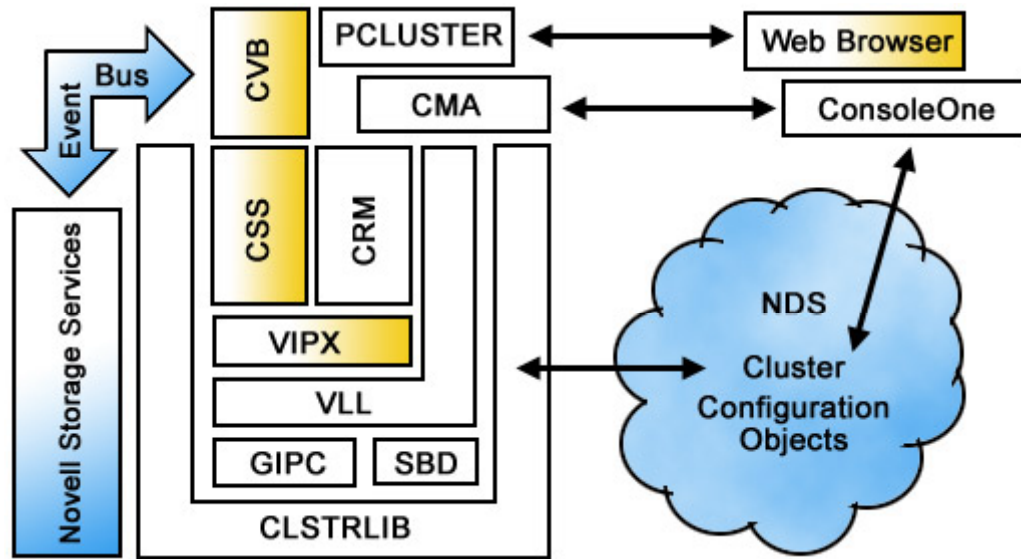 CVB
PCLUSTER
Web Browser
Event
Bus
CMA
ConsoleOne
Novell Storage Services
CSS
CRM
NDS
VIPX
Cluster
Configuration
Objects
VLL
GIPC
SBD
CLSTRLIB